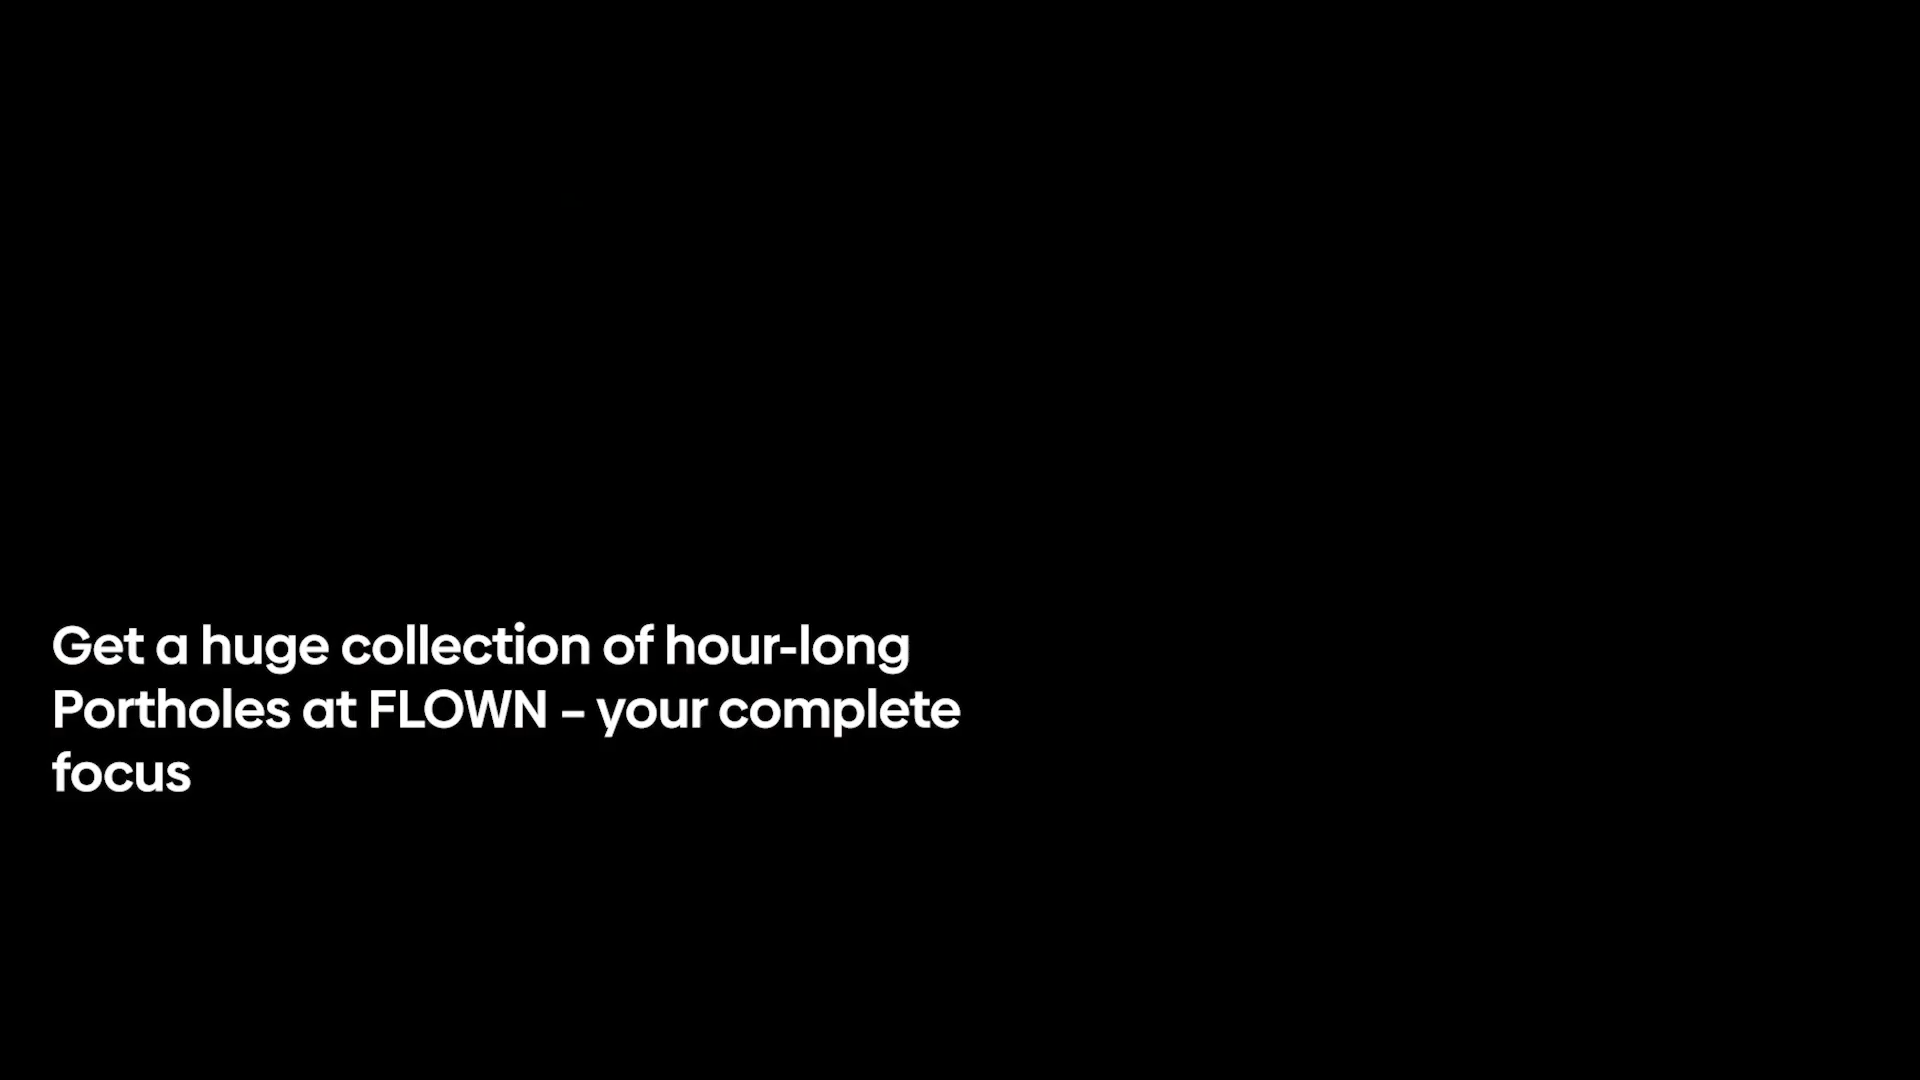 Get a huge collection of hour-long
Portholes at FLOWN – your complete
focus